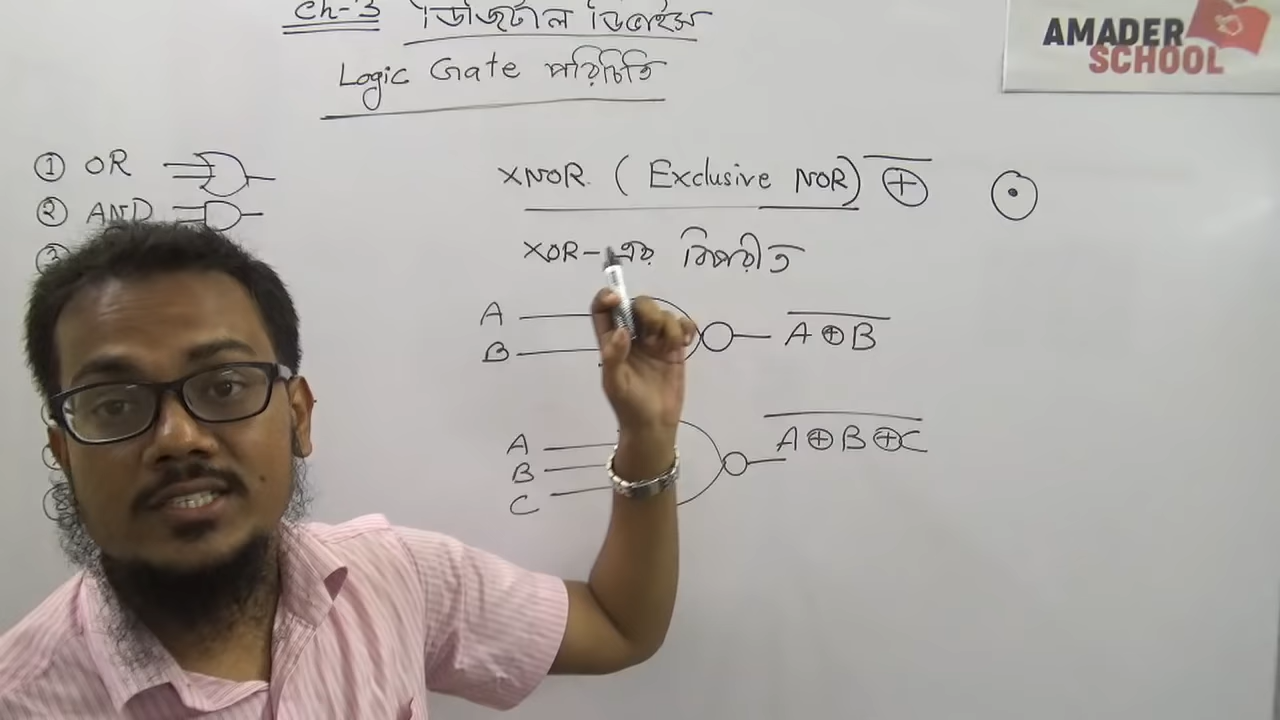 Ch-3 ডিজিটাল ডিভাইস
Logic Gate পরিচিতি
AMADER
SCHOOL
① OR
② AND
XNOR. (Exclusive NOR) ⊕̅ ⊙
XOR-এর বিপরীত
A
B
A̅ ̅⊕̅ ̅B̅
A
B
C
A̅ ̅⊕̅ ̅B̅ ̅⊕̅ ̅C̅